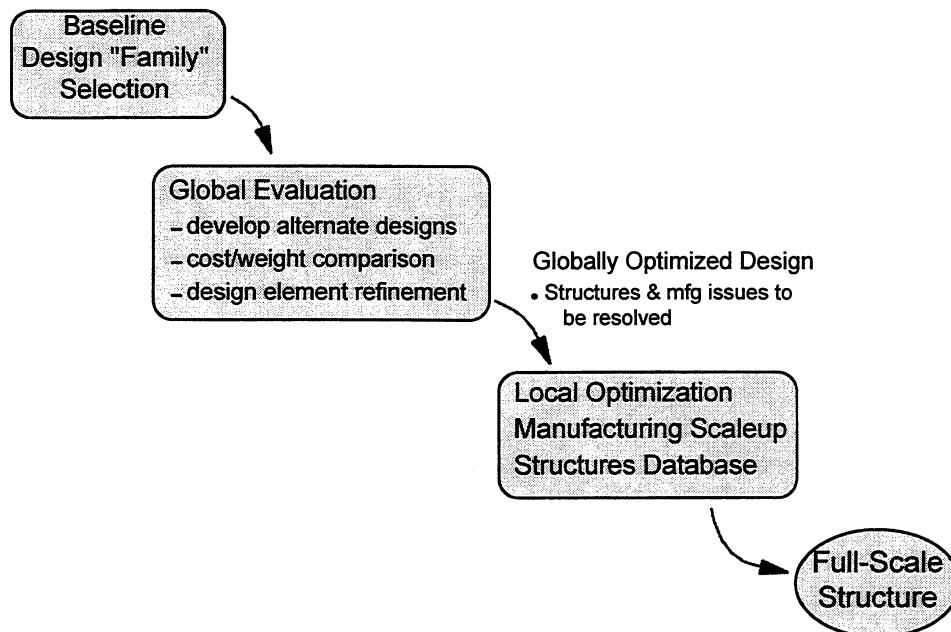 Baseline
Design "Family"
Selection
Global Evaluation
– develop alternate designs
– cost/weight comparison
– design element refinement
Globally Optimized Design
• Structures & mfg issues to
be resolved
Local Optimization
Manufacturing Scaleup
Structures Database
Full-Scale
Structure